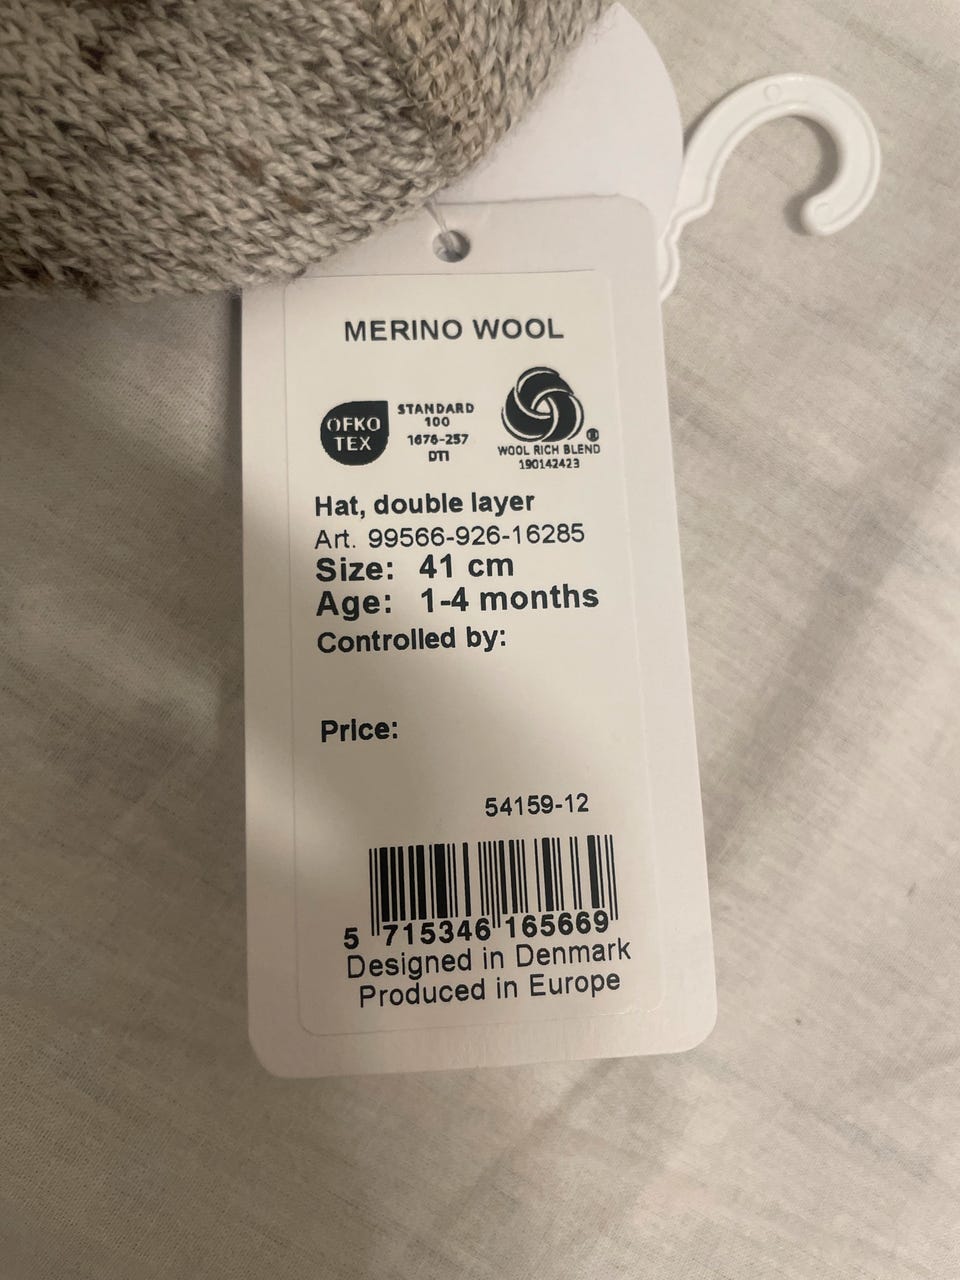 MERINO WOOL
OEKO
TEX
STANDARD
100
1676-257
DTI
WOOL RICH BLEND
190142423
Hat, double layer
Art. 99566-926-16285
Size: 41 cm
Age: 1-4 months
Controlled by:
Price:
54159-12
5 715346 165669
Designed in Denmark
Produced in Europe